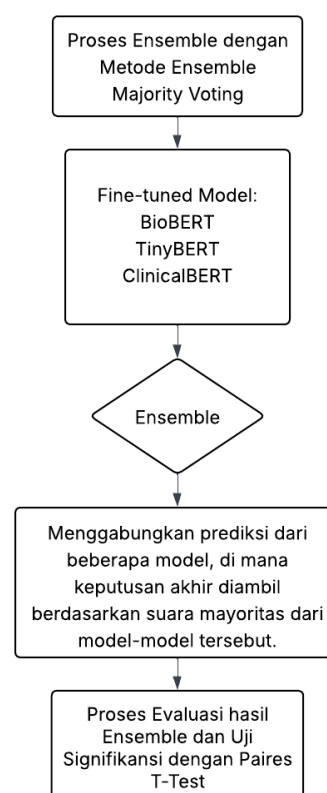 Proses Ensemble dengan
Metode Ensemble
Majority Voting
Fine-tuned Model:
BioBERT
TinyBERT
ClinicalBERT
Ensemble
Menggabungkan prediksi dari
beberapa model, di mana
keputusan akhir diambil
berdasarkan suara mayoritas dari
model-model tersebut.
Proses Evaluasi hasil
Ensemble dan Uji
Signifikansi dengan Paires
T-Test